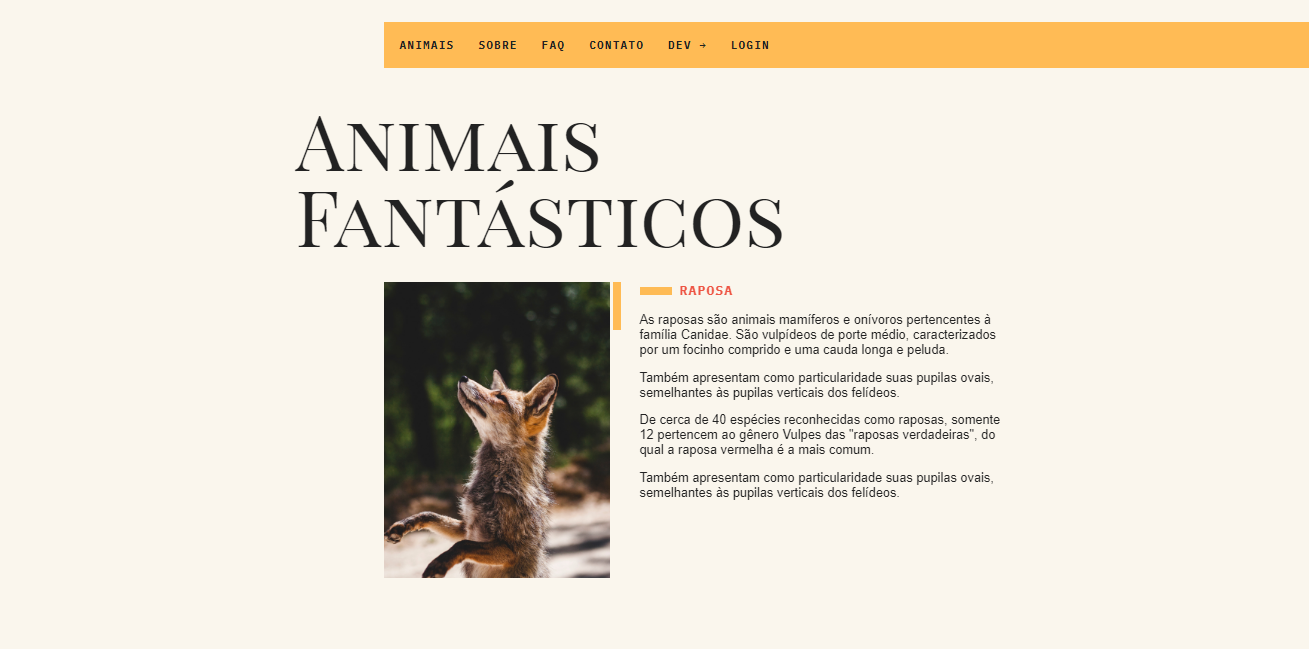 ANIMAIS SOBRE FAQ CONTATO DEV → LOGIN
ANIMAIS
FANTÁSTICOS
RAPOSA
As raposas são animais mamíferos e onívoros pertencentes à
família Canidae. São vulpídeos de porte médio, caracterizados
por um focinho comprido e uma cauda longa e peluda.
Também apresentam como particularidade suas pupilas ovais,
semelhantes às pupilas verticais dos felídeos.
De cerca de 40 espécies reconhecidas como raposas, somente
12 pertencem ao gênero Vulpes das "raposas verdadeiras", do
qual a raposa vermelha é a mais comum.
Também apresentam como particularidade suas pupilas ovais,
semelhantes às pupilas verticais dos felídeos.